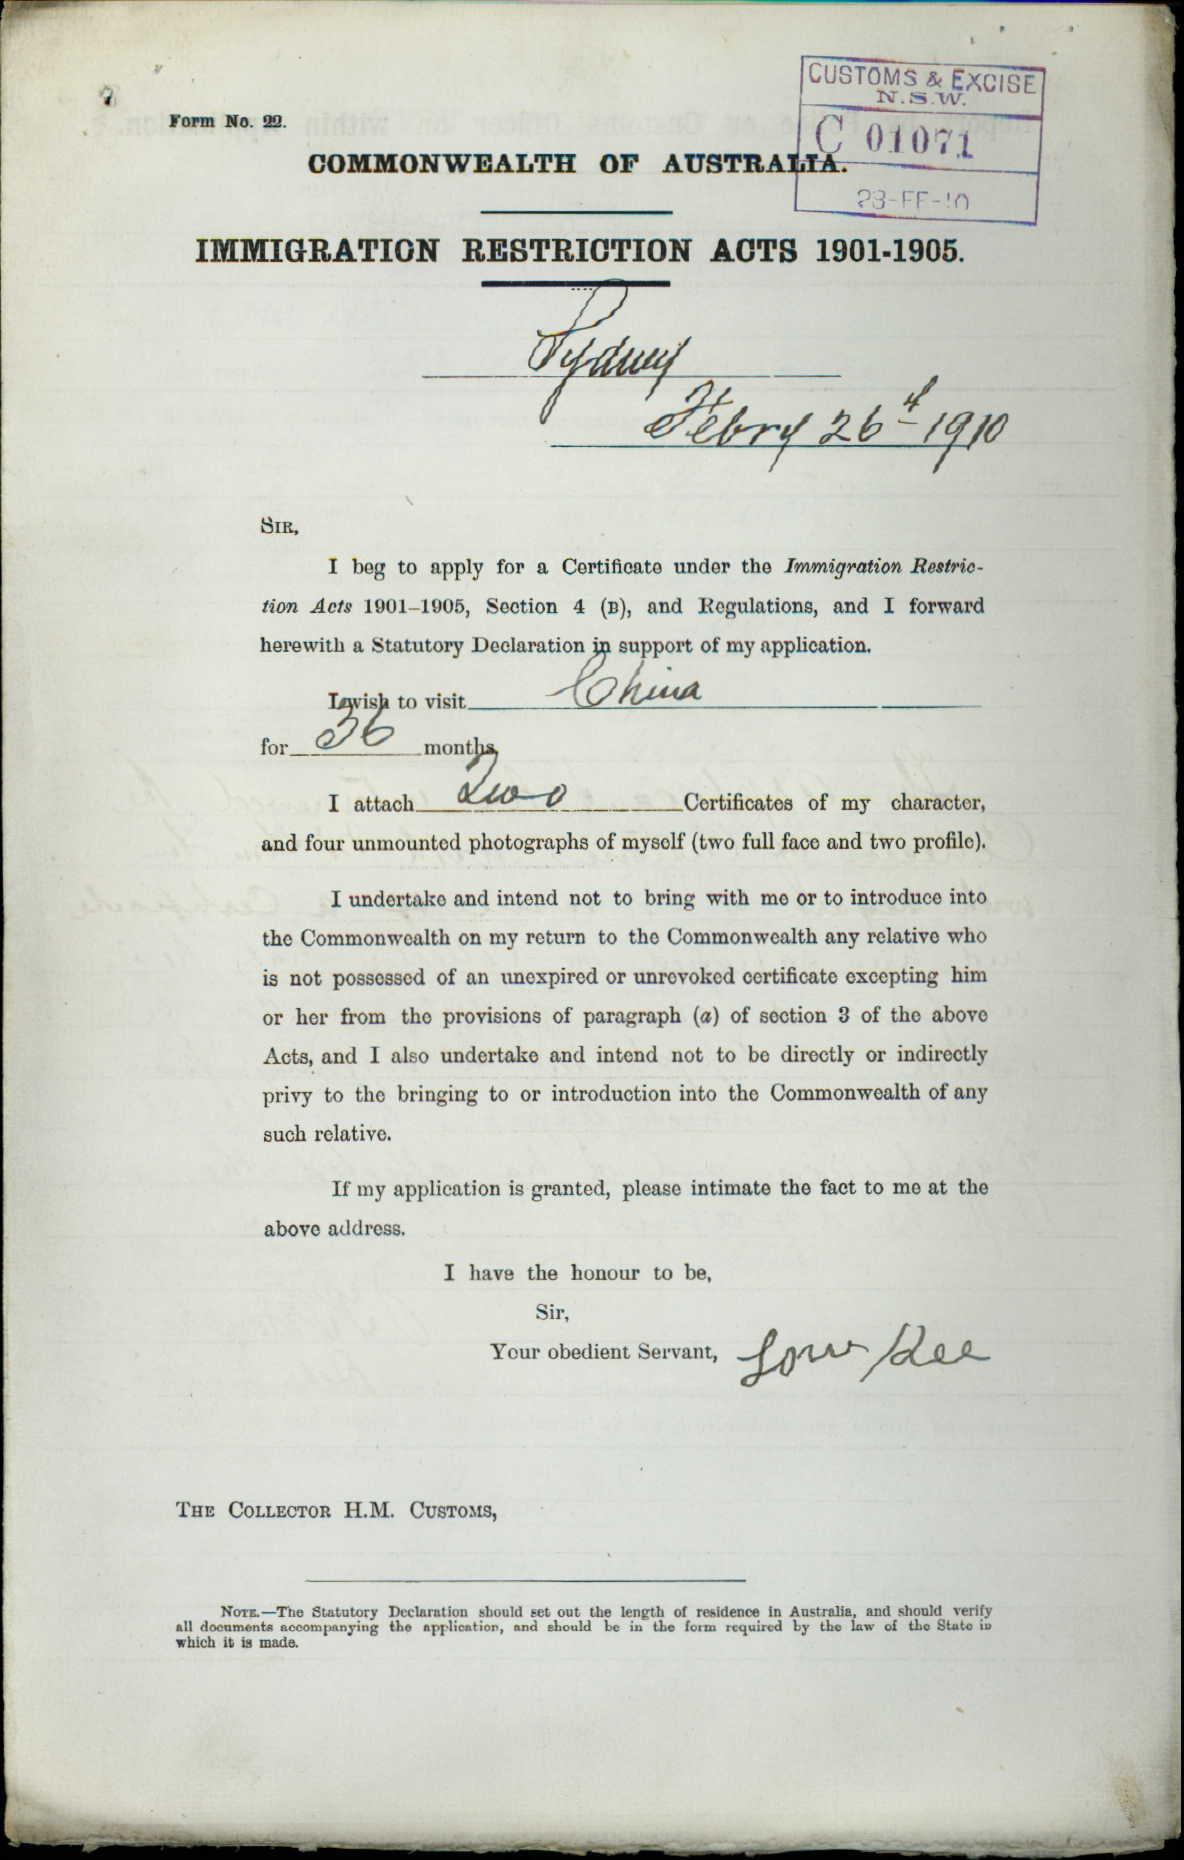 CUSTOMS & EXCISE
N.S.W.
C 01071
28-FE-10
Form No. 22.
COMMONWEALTH OF AUSTRALIA.
IMMIGRATION RESTRICTION ACTS 1901-1905.
Sydney
Febry 26th 1910
SIR,
I beg to apply for a Certificate under the Immigration Restric-
tion Acts 1901–1905, Section 4 (B), and Regulations, and I forward
herewith a Statutory Declaration in support of my application.
I wish to visit China
for 36 months
I attach Two Certificates of my character,
and four unmounted photographs of myself (two full face and two profile).
I undertake and intend not to bring with me or to introduce into
the Commonwealth on my return to the Commonwealth any relative who
is not possessed of an unexpired or unrevoked certificate excepting him
or her from the provisions of paragraph (a) of section 3 of the above
Acts, and I also undertake and intend not to be directly or indirectly
privy to the bringing to or introduction into the Commonwealth of any
such relative.
If my application is granted, please intimate the fact to me at the
above address.
I have the honour to be,
Sir,
Your obedient Servant, Low Kee
THE COLLECTOR H.M. CUSTOMS,
NOTE.—The Statutory Declaration should set out the length of residence in Australia, and should verify
all documents accompanying the application, and should be in the form required by the law of the State in
which it is made.